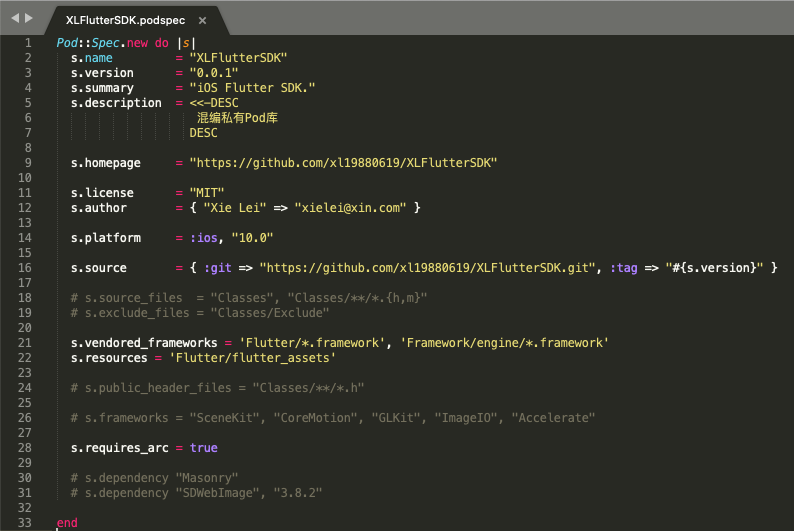 XLFlutterSDK.podspec ×
1 Pod::Spec.new do |s|
2 s.name = "XLFlutterSDK"
3 s.version = "0.0.1"
4 s.summary = "iOS Flutter SDK."
5 s.description = <<-DESC
6 混编私有Pod库
7 DESC
8
9 s.homepage = "https://github.com/xl19880619/XLFlutterSDK"
10
11 s.license = "MIT"
12 s.author = { "Xie Lei" => "xielei@xin.com" }
13
14 s.platform = :ios, "10.0"
15
16 s.source = { :git => "https://github.com/xl19880619/XLFlutterSDK.git", :tag => "#{s.version}" }
17
18 # s.source_files = "Classes", "Classes/**/*.{h,m}"
19 # s.exclude_files = "Classes/Exclude"
20
21 s.vendored_frameworks = 'Flutter/*.framework', 'Framework/engine/*.framework'
22 s.resources = 'Flutter/flutter_assets'
23
24 # s.public_header_files = "Classes/**/*.h"
25
26 # s.frameworks = "SceneKit", "CoreMotion", "GLKit", "ImageIO", "Accelerate"
27
28 s.requires_arc = true
29
30 # s.dependency "Masonry"
31 # s.dependency "SDWebImage", "3.8.2"
32
33 end